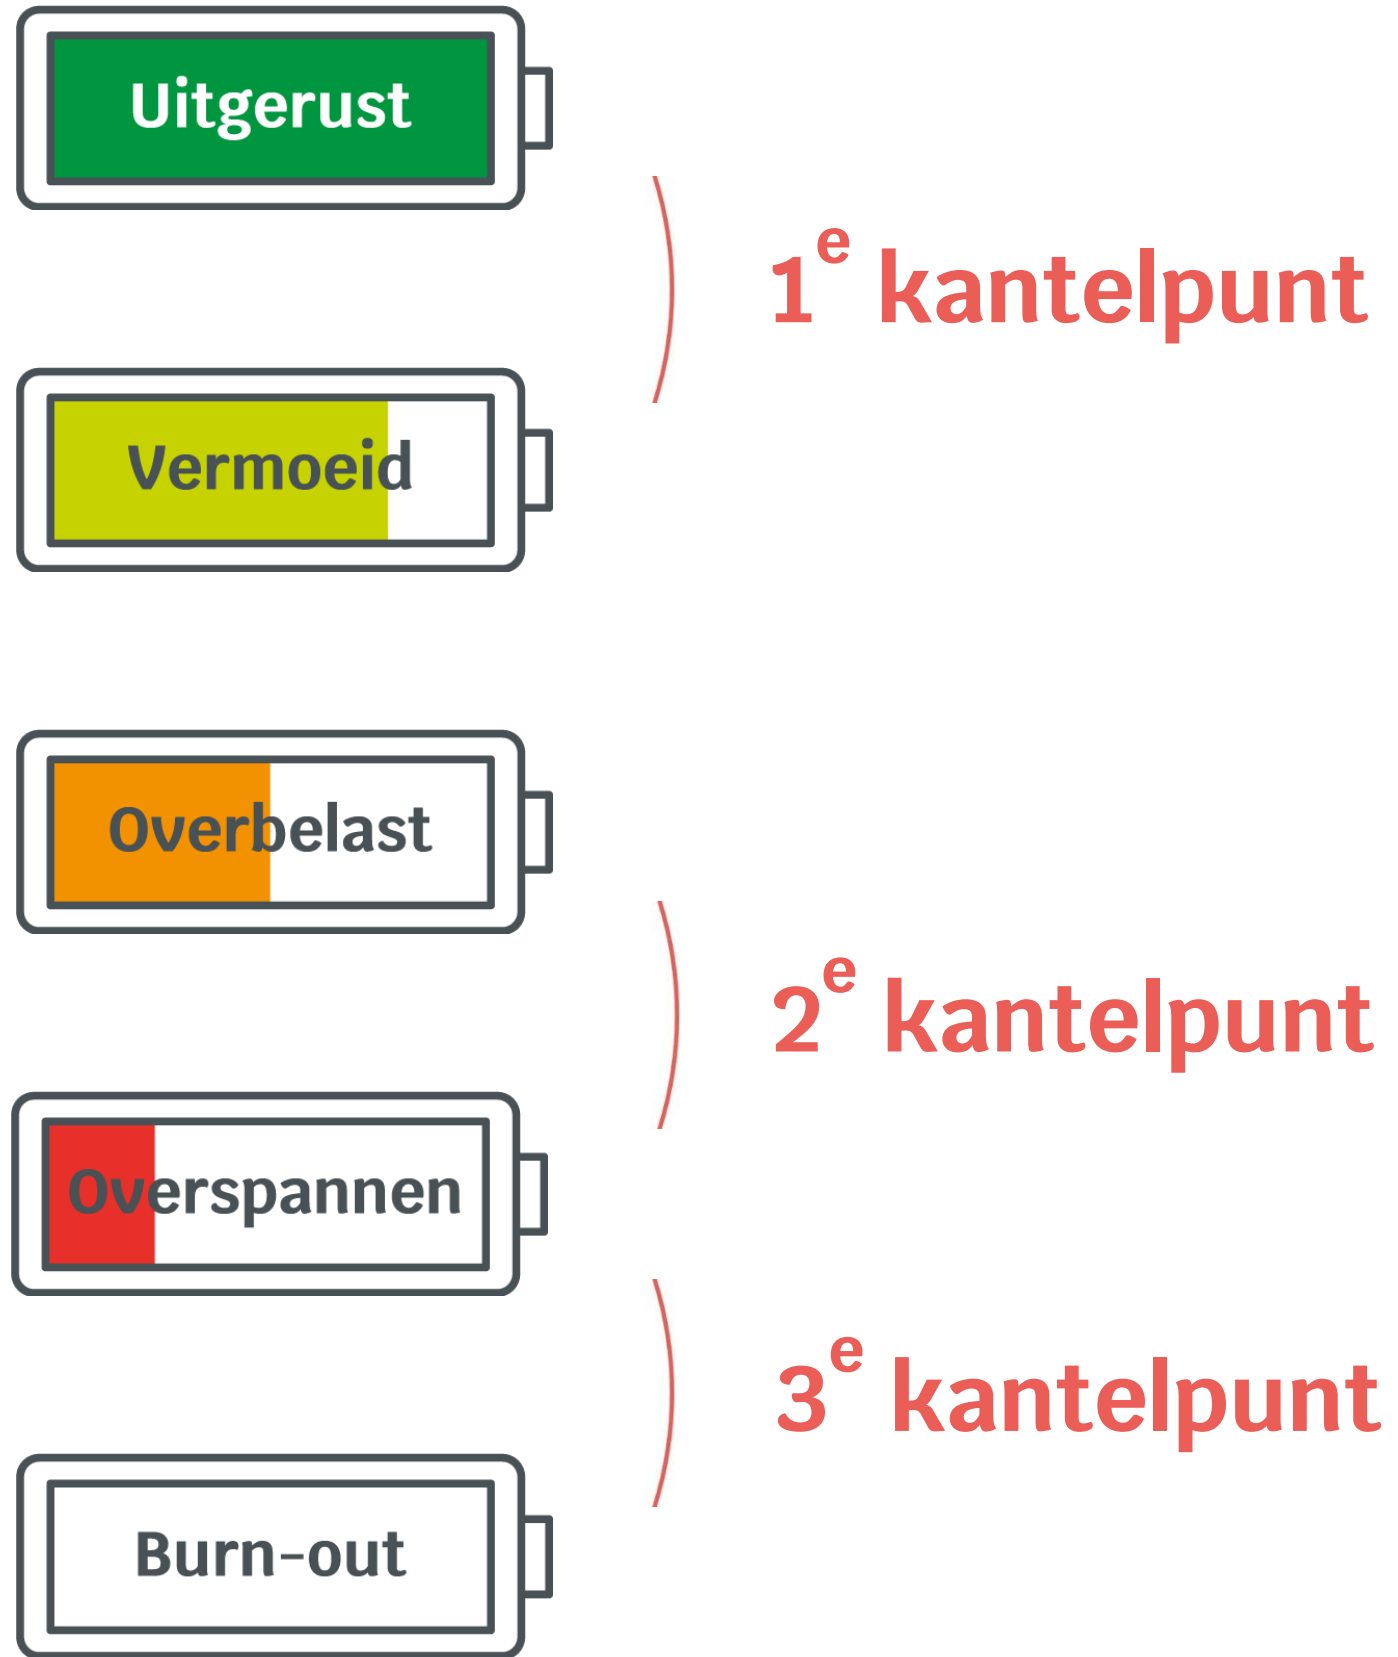 Uitgerust
1e kantelpunt
Vermoeid
Overbelast
2e kantelpunt
Overspannen
3e kantelpunt
Burn-out